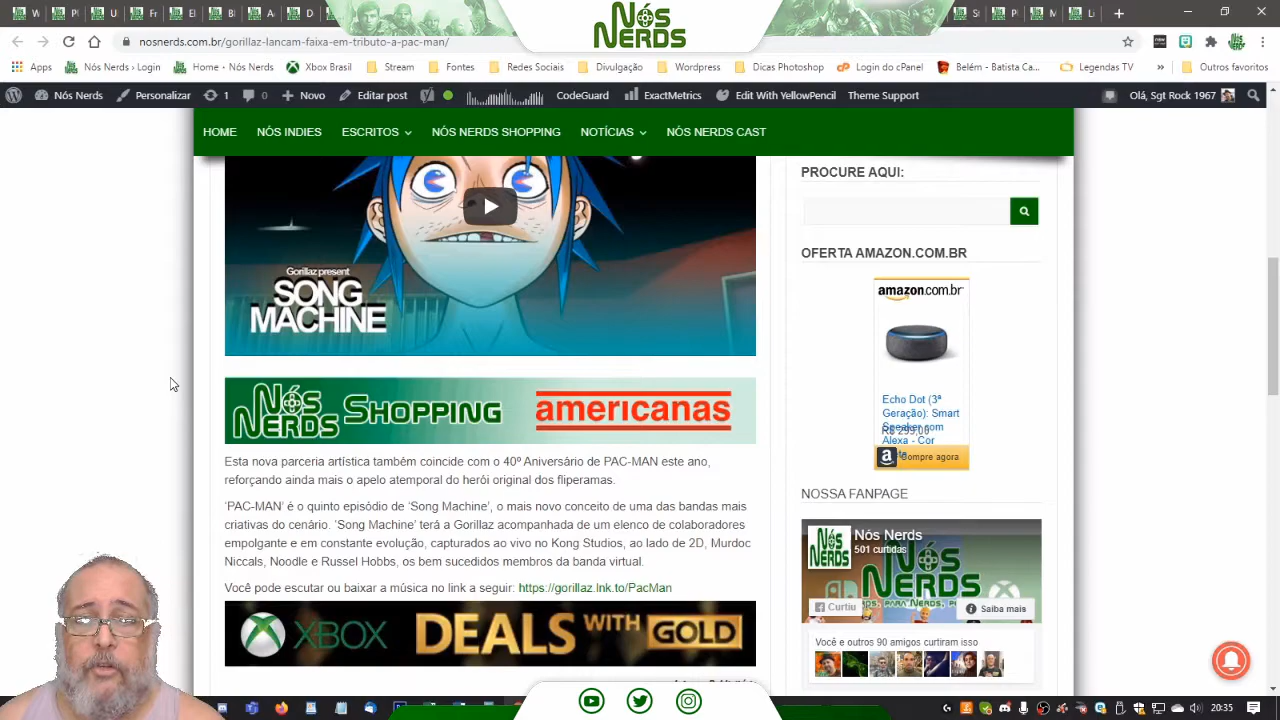 Nós
NERDS
nosnerds.com.br/gorillaz-lancam-faixa-em-tributo-a-pac-man/
Apps
Nós Nerds › Login
Home - Nós Nerds
Xbox Brasil
Stream
Fontes
Redes Sociais
Divulgação
Wordpress
Dicas Photoshop
Login do cPanel
Belém - Batista Ca...
Legendas TV
»
Outros favoritos
Nós Nerds
Personalizar
1
0
Novo
Editar post
CodeGuard
ExactMetrics
Edit With YellowPencil
Theme Support
Olá, Sgt Rock 1967
HOME
NÓS INDIES
ESCRITOS
NÓS NERDS SHOPPING
NOTÍCIAS
NÓS NERDS CAST
Gorillaz present
SONG
MACHINE
Nós
NERDS SHOPPING
americanas
Esta nova parceria artística também coincide com o 40º Aniversário de PAC-MAN este ano,
reforçando ainda mais o apelo atemporal do herói original dos fliperamas.
'PAC-MAN' é o quinto episódio de 'Song Machine', o mais novo conceito de uma das bandas mais
criativas do cenário. 'Song Machine' terá a Gorillaz acompanhada de um elenco de colaboradores
empolgante e em constante evolução, capturados ao vivo no Kong Studios, ao lado de 2D, Murdoc
Niccals, Noodle e Russel Hobbs, os bem sucedidos membros da banda virtual.
Você pode escutar ou baixar a música no link a seguir: https://gorillaz.lnk.to/PacMan
XBOX
DEALS WITH GOLD
PROCURE AQUI:
OFERTA AMAZON.COM.BR
amazon.com.br
Echo Dot (3ª
Geração): Smart
Speaker com
Alexa - Cor
R$ 299,00
Compre agora
NOSSA FANPAGE
Nós Nerds
501 curtidas
Nós
NERDS
Curtiu
Saiba mais
Você e outros 90 amigos curtiram isso
20:35